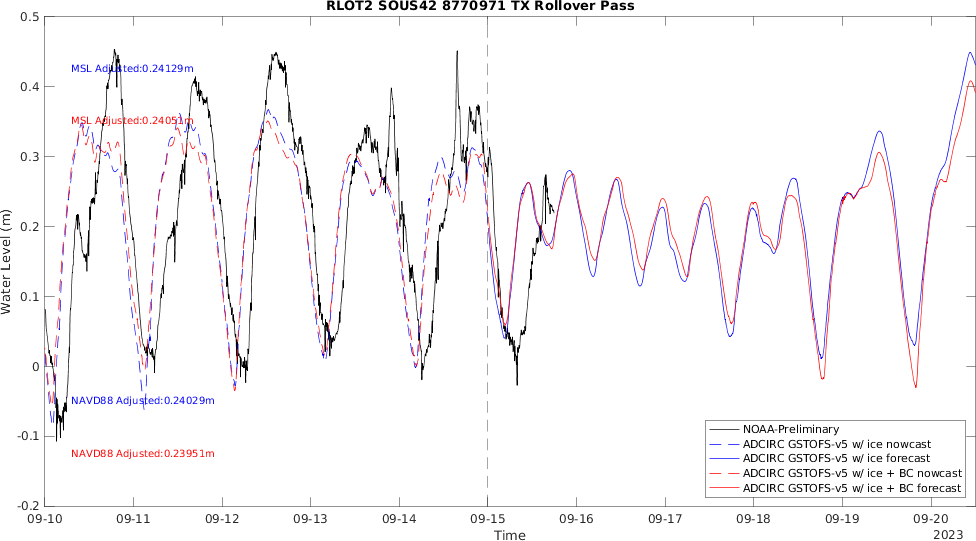 RLOT2 SOUS42 8770971 TX Rollover Pass
0.5
0.4
0.3
0.2
0.1
0
-0.1
-0.2
Water Level (m)
MSL Adjusted:0.24129m
MSL Adjusted:0.24051m
NAVD88 Adjusted:0.24029m
NAVD88 Adjusted:0.23951m
NOAA-Preliminary
ADCIRC GSTOFS-v5 w/ ice nowcast
ADCIRC GSTOFS-v5 w/ ice forecast
ADCIRC GSTOFS-v5 w/ ice + BC nowcast
ADCIRC GSTOFS-v5 w/ ice + BC forecast
09-10 09-11 09-12 09-13 09-14 09-15 09-16 09-17 09-18 09-19 09-20
Time
2023